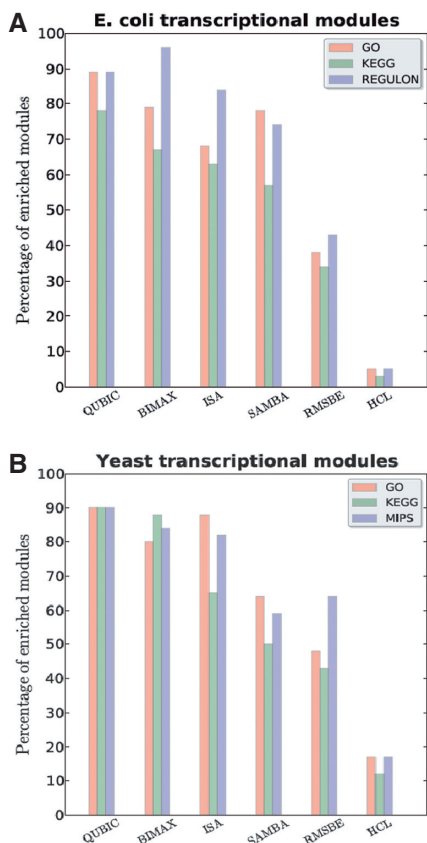 A
E. coli transcriptional modules
GO
KEGG
REGULON
Percentage of enriched modules
100
90
80
70
60
50
40
30
20
10
0
QUBIC
BIMAX
ISA
SAMBA
RMSBE
HCL
B
Yeast transcriptional modules
GO
KEGG
MIPS
Percentage of enriched modules
100
90
80
70
60
50
40
30
20
10
0
QUBIC
BIMAX
ISA
SAMBA
RMSBE
HCL